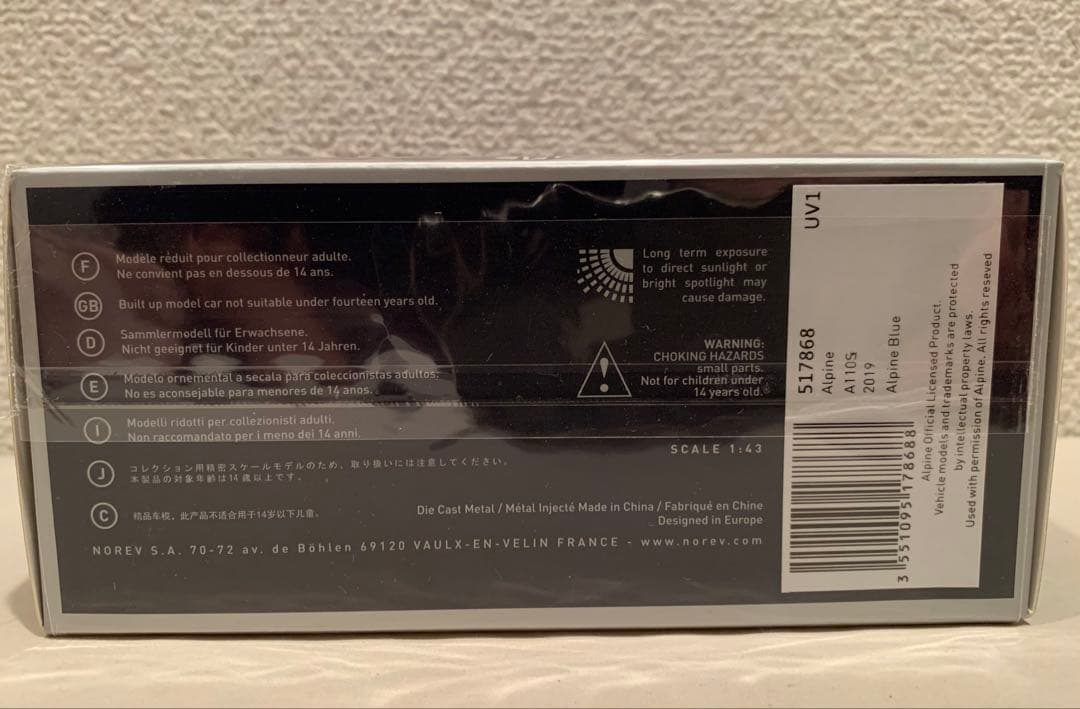 F
Modèle réduit pour collectionneur adulte.
Ne convient pas en dessous de 14 ans.
GB
Built up model car not suitable under fourteen years old.
D
Sammlermodell für Erwachsene.
Nicht geeignet für Kinder unter 14 Jahren.
E
Modelo ornemental a secala para coleccionistas adultos.
No es aconsejable para menores de 14 anos.
I
Modelli ridotti per collezionisti adulti.
Non raccomandato per i meno dei 14 anni.
J
コレクション用精密スケールモデルのため、取り扱いには注意してください。
本製品の対象年齢は14歳以上です。
C
精品车模，此产品不适合用于14岁以下儿童。
NOREV S.A. 70-72 av. de Böhlen 69120 VAULX-EN-VELIN FRANCE - www.norev.com
Long term exposure
to direct sunlight or
bright spotlight may
cause damage.
WARNING:
CHOKING HAZARDS
small parts.
Not for children under
14 years old.
SCALE 1:43
Die Cast Metal / Métal Injecté Made in China / Fabriqué en Chine
Designed in Europe
517868 UV1
Alpine
A110S
2019
Alpine Blue
3 551095 178688
Alpine Official Licensed Product.
Vehicle models and trademarks are protected
by intellectual property laws.
Used with permission of Alpine. All rights reseved